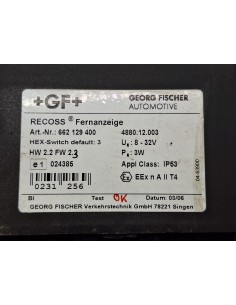 +GF+ GEORG FISCHER
AUTOMOTIVE
RECOSS® Fernanzeige
Art.-Nr.: 662 129 400 4880.12.003
HEX-Switch default: 3 U : 8 - 32V
HW 2.2 FW 2.3 P : 3W
e1 024385 Appl Class: IP53
0231 256 Ex EEx n A II T4
BI Test OK Datum 03/06
GEORG FISCHER Verkehrstechnik GmbH 78221 Singen